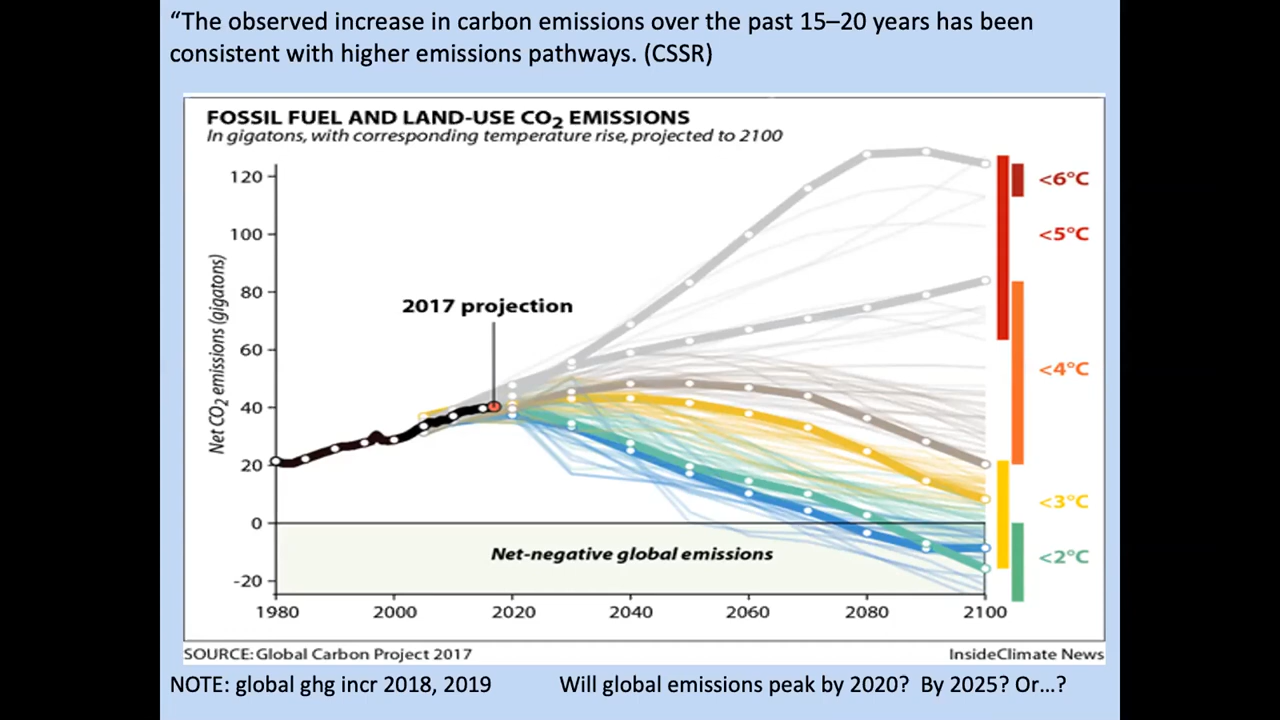 “The observed increase in carbon emissions over the past 15–20 years has been
consistent with higher emissions pathways. (CSSR)
FOSSIL FUEL AND LAND-USE CO₂ EMISSIONS
In gigatons, with corresponding temperature rise, projected to 2100
Net CO₂ emissions (gigatons)
120
100
80
60
40
20
0
-20
2017 projection
Net-negative global emissions
<6°C
<5°C
<4°C
<3°C
<2°C
1980 2000 2020 2040 2060 2080 2100
SOURCE: Global Carbon Project 2017 InsideClimate News
NOTE: global ghg incr 2018, 2019 Will global emissions peak by 2020? By 2025? Or…?